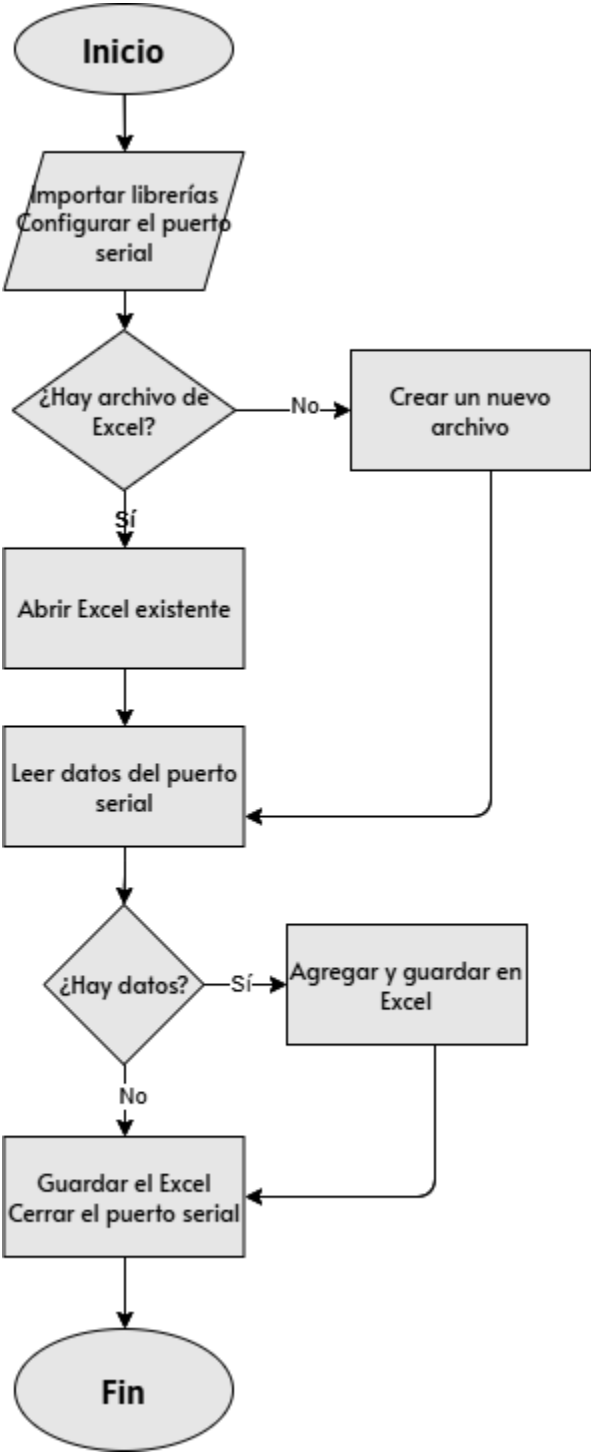 Inicio
Importar librerías
Configurar el puerto
serial
¿Hay archivo de
Excel?
No
Crear un nuevo
archivo
Sí
Abrir Excel existente
Leer datos del puerto
serial
¿Hay datos?
Sí
Agregar y guardar en
Excel
No
Guardar el Excel
Cerrar el puerto serial
Fin